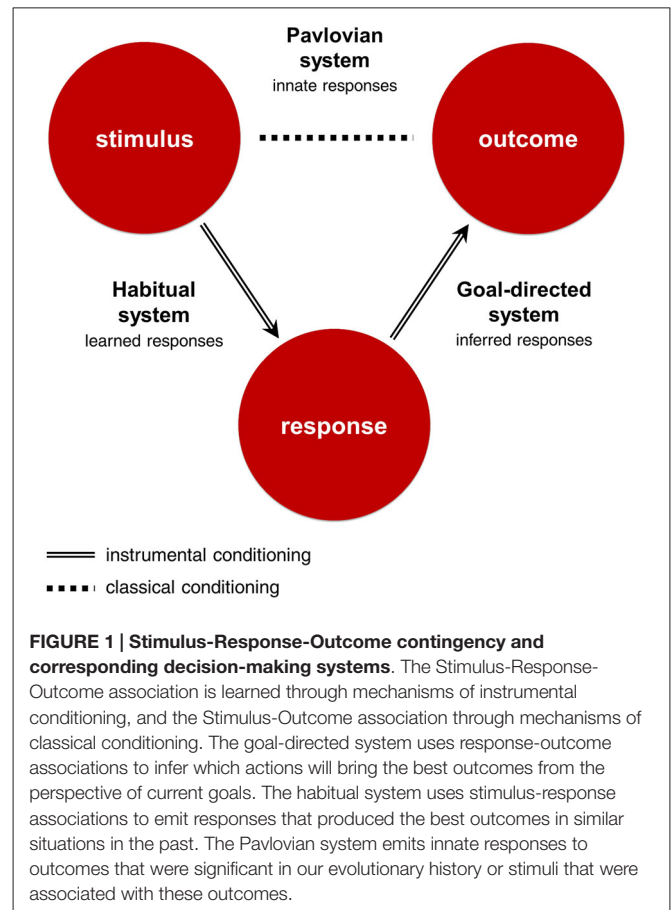 Pavlovian
system
innate responses
stimulus
outcome
Habitual
system
learned responses
Goal-directed
system
inferred responses
response
instrumental conditioning
classical conditioning
FIGURE 1 | Stimulus-Response-Outcome contingency and
corresponding decision-making systems. The Stimulus-Response-
Outcome association is learned through mechanisms of instrumental
conditioning, and the Stimulus-Outcome association through mechanisms of
classical conditioning. The goal-directed system uses response-outcome
associations to infer which actions will bring the best outcomes from the
perspective of current goals. The habitual system uses stimulus-response
associations to emit responses that produced the best outcomes in similar
situations in the past. The Pavlovian system emits innate responses to
outcomes that were significant in our evolutionary history or stimuli that were
associated with these outcomes.